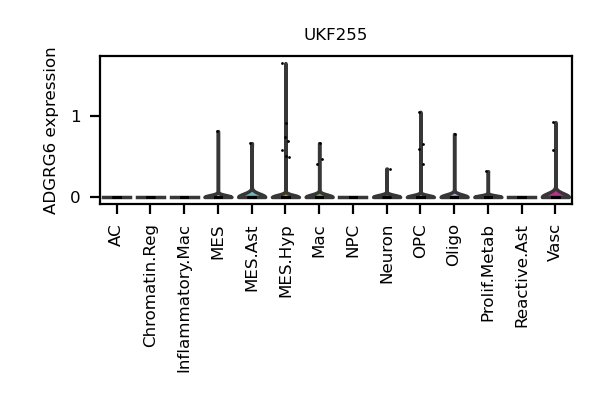 UKF255
ADGRG6 expression
1
0
AC
Chromatin.Reg
Inflammatory.Mac
MES
MES.Ast
MES.Hyp
Mac
NPC
Neuron
OPC
Oligo
Prolif.Metab
Reactive.Ast
Vasc